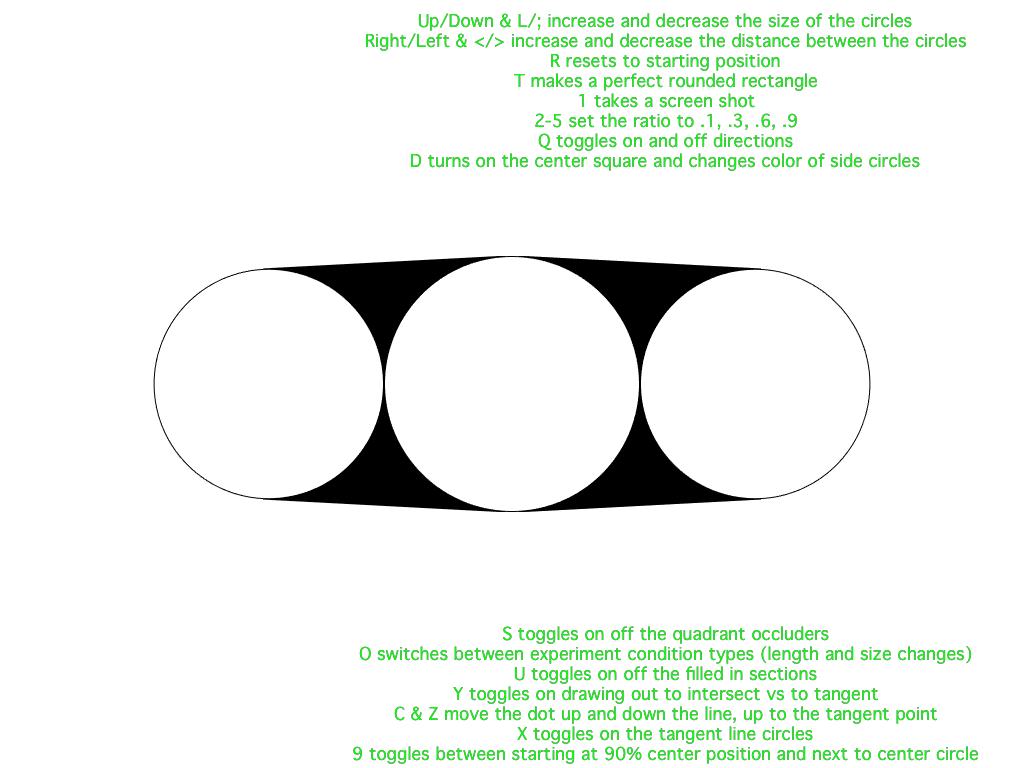 Up/Down & L/; increase and decrease the size of the circles
Right/Left & </> increase and decrease the distance between the circles
R resets to starting position
T makes a perfect rounded rectangle
1 takes a screen shot
2-5 set the ratio to .1, .3, .6, .9
Q toggles on and off directions
D turns on the center square and changes color of side circles
S toggles on off the quadrant occluders
O switches between experiment condition types (length and size changes)
U toggles on off the filled in sections
Y toggles on drawing out to intersect vs to tangent
C & Z move the dot up and down the line, up to the tangent point
X toggles on the tangent line circles
9 toggles between starting at 90% center position and next to center circle